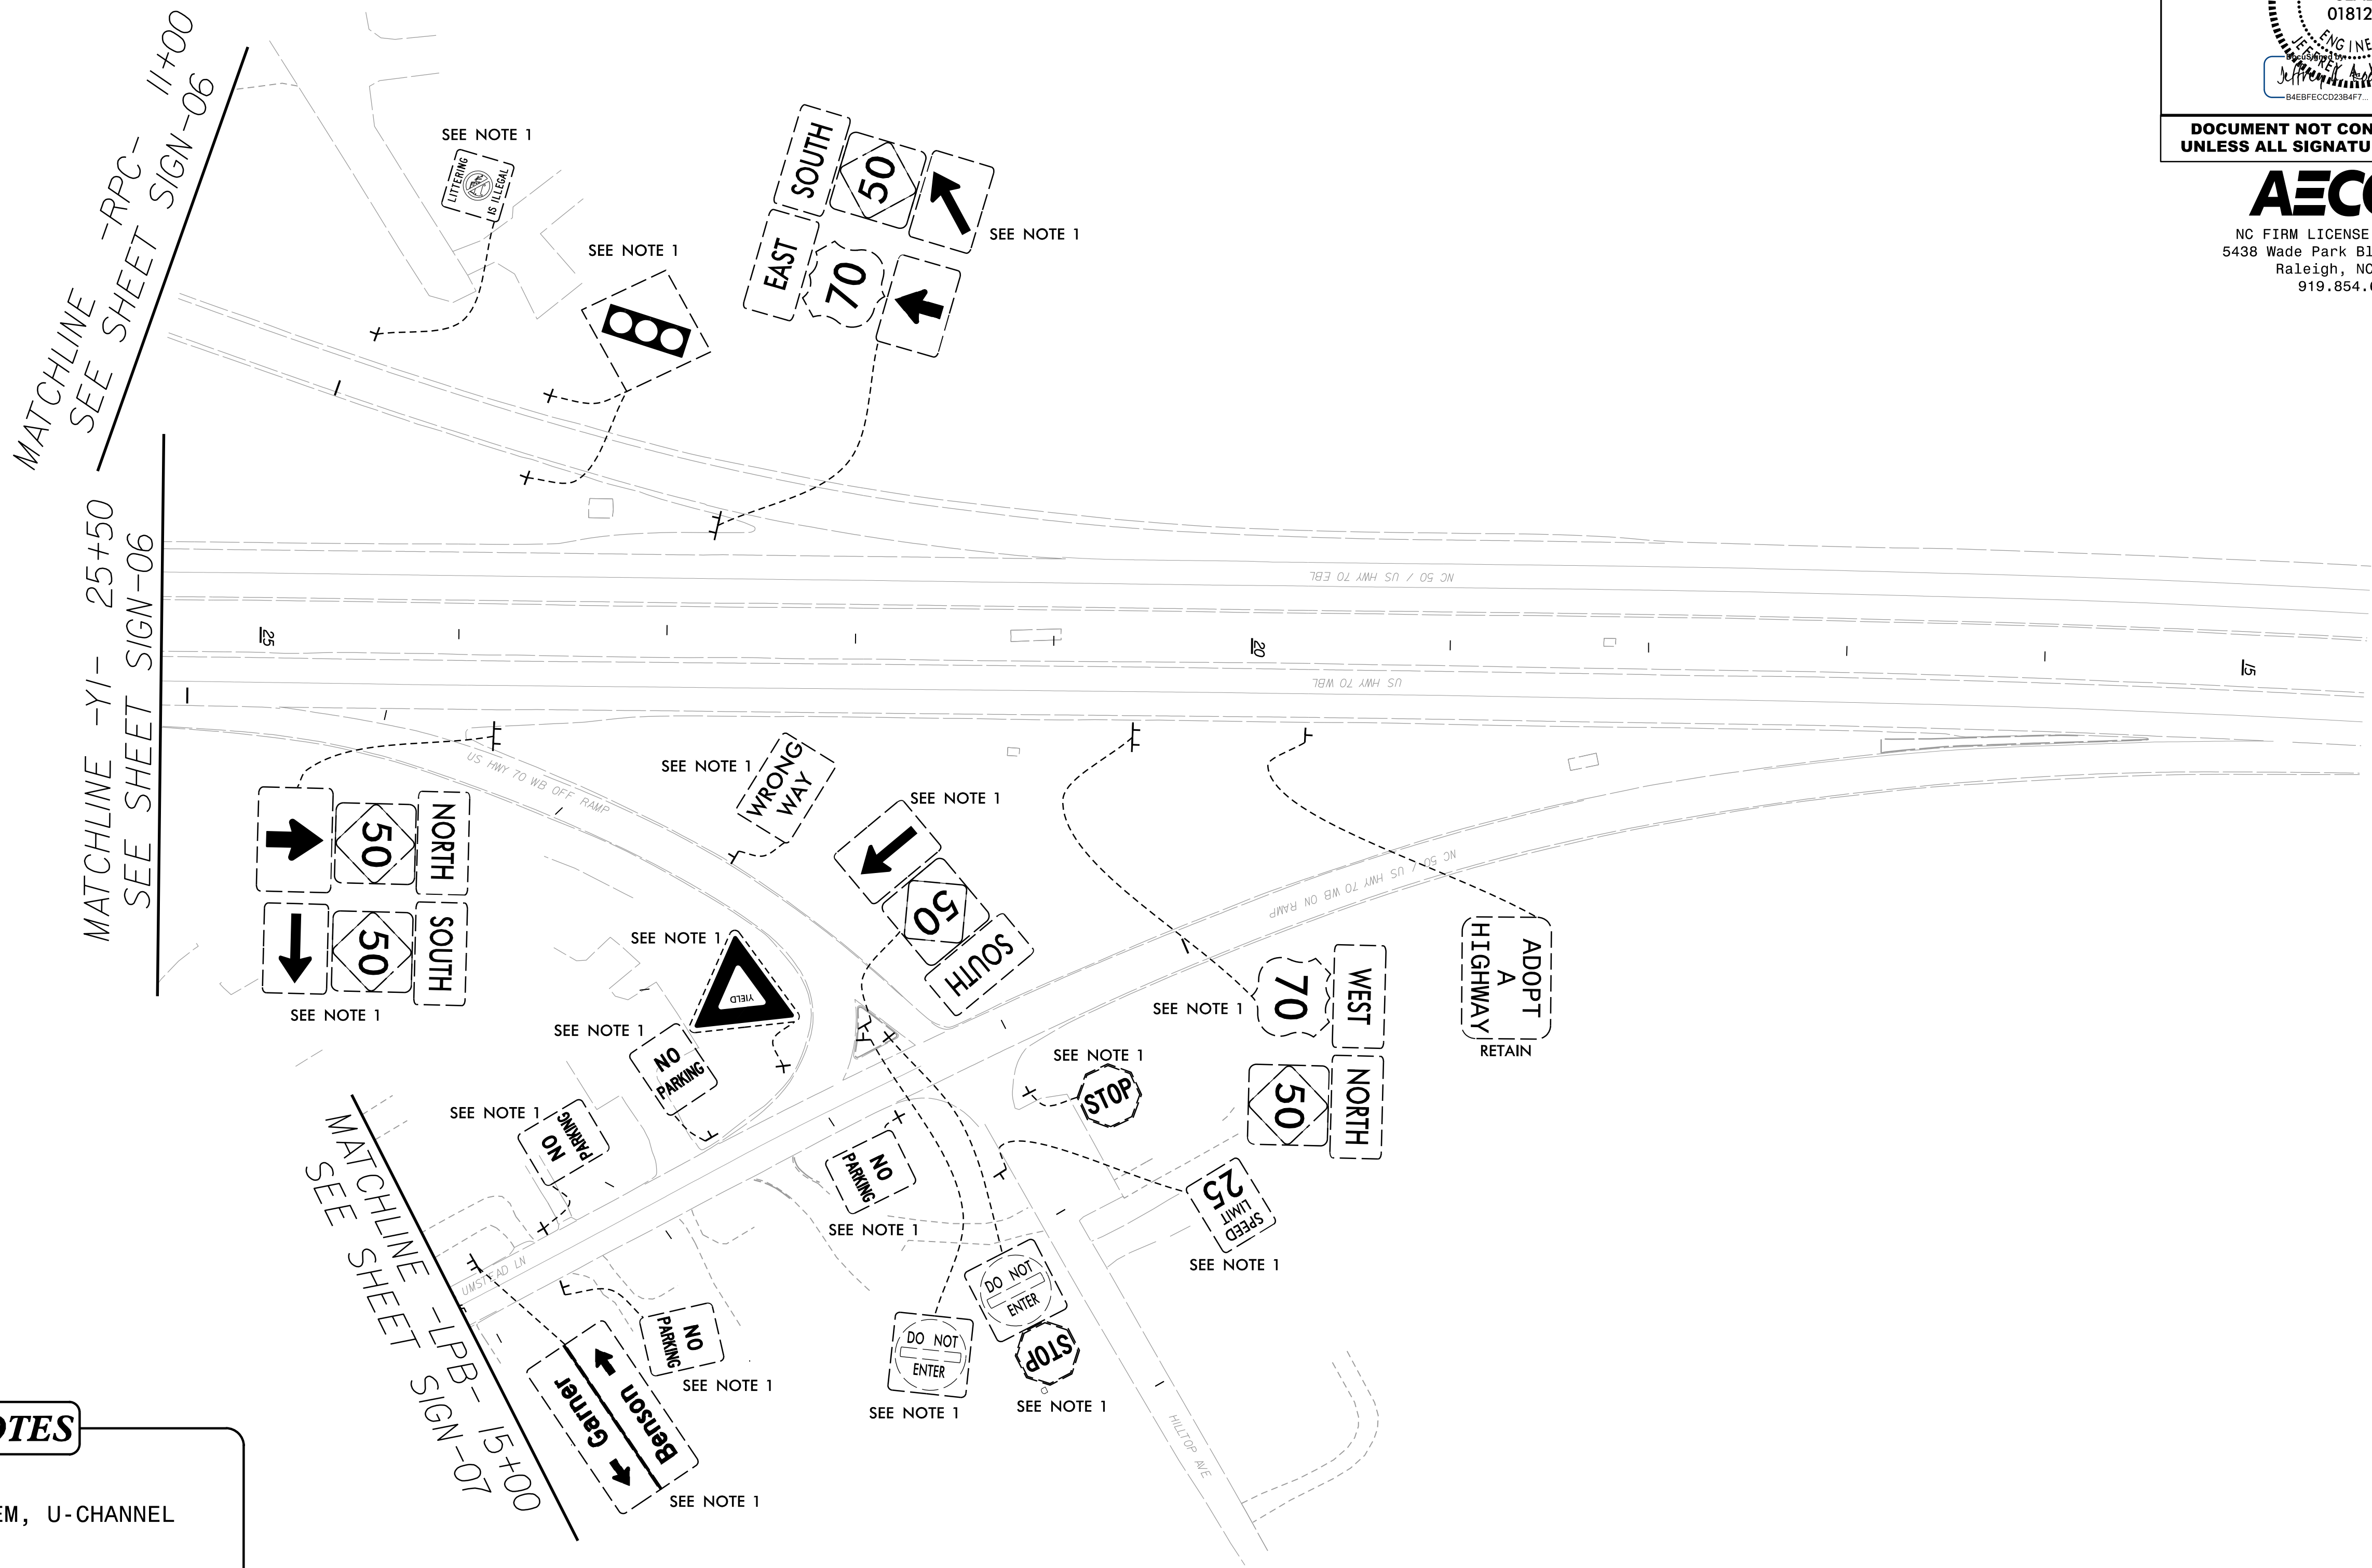 MATCHLINE -RPC- 11+00
SEE SHEET SIGN-06
SEE NOTE 1
LITTERING
IS ILLEGAL
SEE NOTE 1
SOUTH
50
EAST
70
SEE NOTE 1
01812
DocuSigned by
B4EBFECCD23B4F7...
DOCUMENT NOT CON
UNLESS ALL SIGNATU
AECO
NC FIRM LICENSE
5438 Wade Park Bl
Raleigh, NC
919.854.
MATCHLINE -Y1- 25+50
SEE SHEET SIGN-06
NC 50 / US HWY 70 EBL
25
20
15
US HWY 70 WBL
US HWY 70 WB OFF RAMP
NC 50 / US HWY 70 WB ON RAMP
NORTH
50
SOUTH
50
SEE NOTE 1
SEE NOTE 1
WRONG
WAY
SEE NOTE 1
50
SOUTH
SEE NOTE 1
YIELD
SEE NOTE 1
NO
PARKING
SEE NOTE 1
NO
PARKING
SEE NOTE 1
WEST
70
NORTH
50
ADOPT
A
HIGHWAY
RETAIN
SEE NOTE 1
STOP
NO
PARKING
SEE NOTE 1
SPEED
LIMIT
25
SEE NOTE 1
DO NOT
ENTER
STOP
SEE NOTE 1
DO NOT
ENTER
SEE NOTE 1
UMSTEAD LN
NO
PARKING
SEE NOTE 1
Benson
Garner
SEE NOTE 1
HILLTOP AVE
MATCHLINE -LPB- 15+00
SEE SHEET SIGN-07
OTES
EM, U-CHANNEL